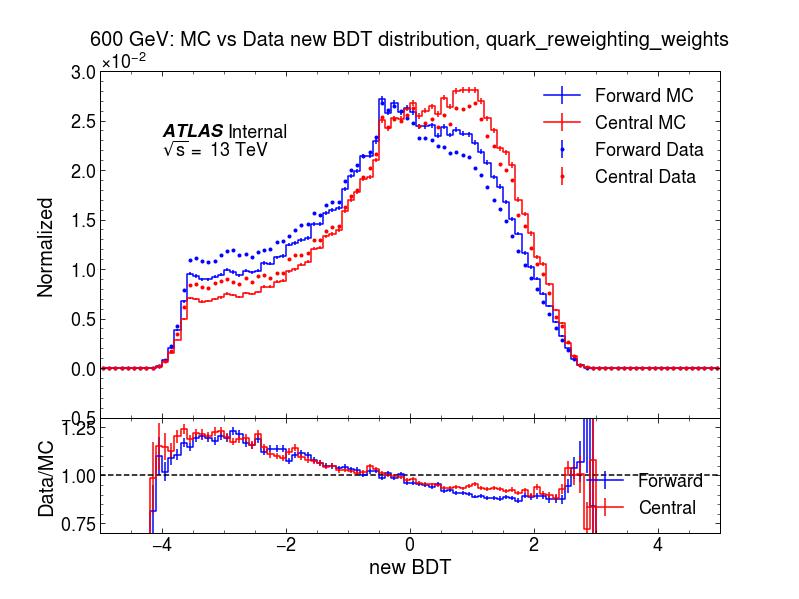 600 GeV: MC vs Data new BDT distribution, quark_reweighting_weights
×10⁻²
3.0
2.5
2.0
1.5
1.0
0.5
0.0
Normalized
ATLAS Internal
√s = 13 TeV
Forward MC
Central MC
Forward Data
Central Data
1.25
1.00
0.75
Data/MC
Forward
Central
−4
−2
0
2
4
new BDT